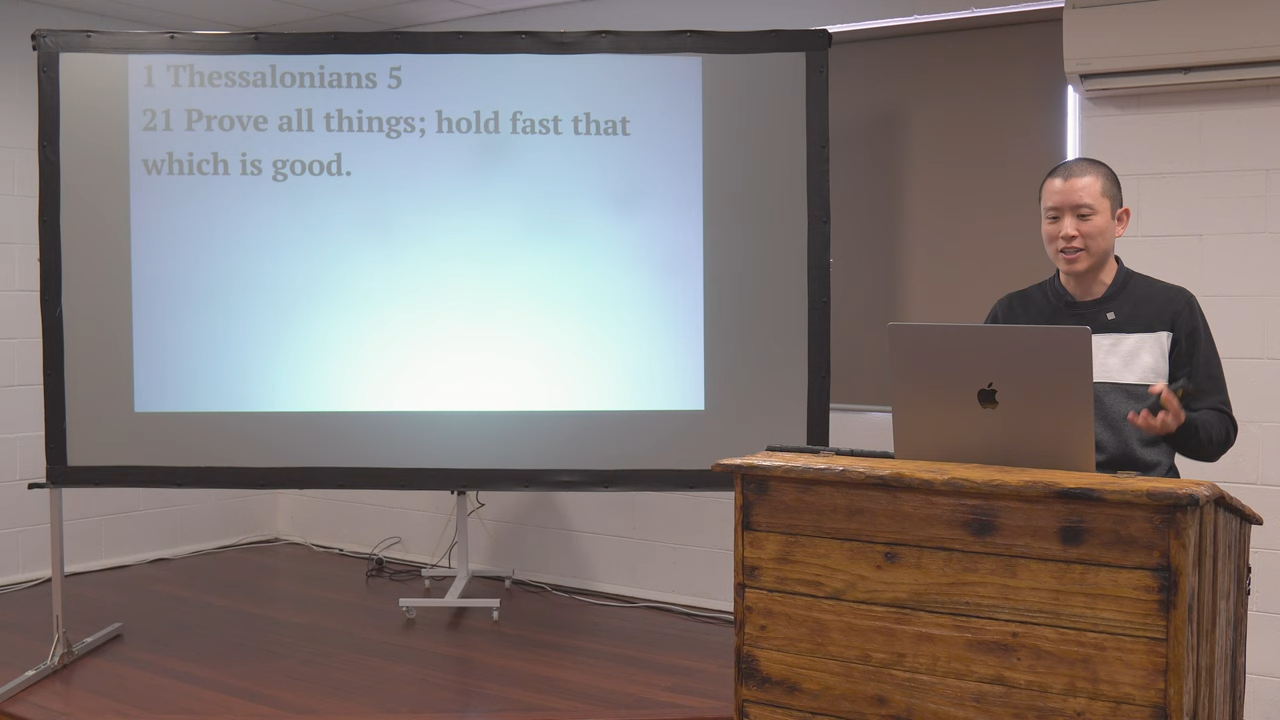 1 Thessalonians 5
21 Prove all things; hold fast that
which is good.